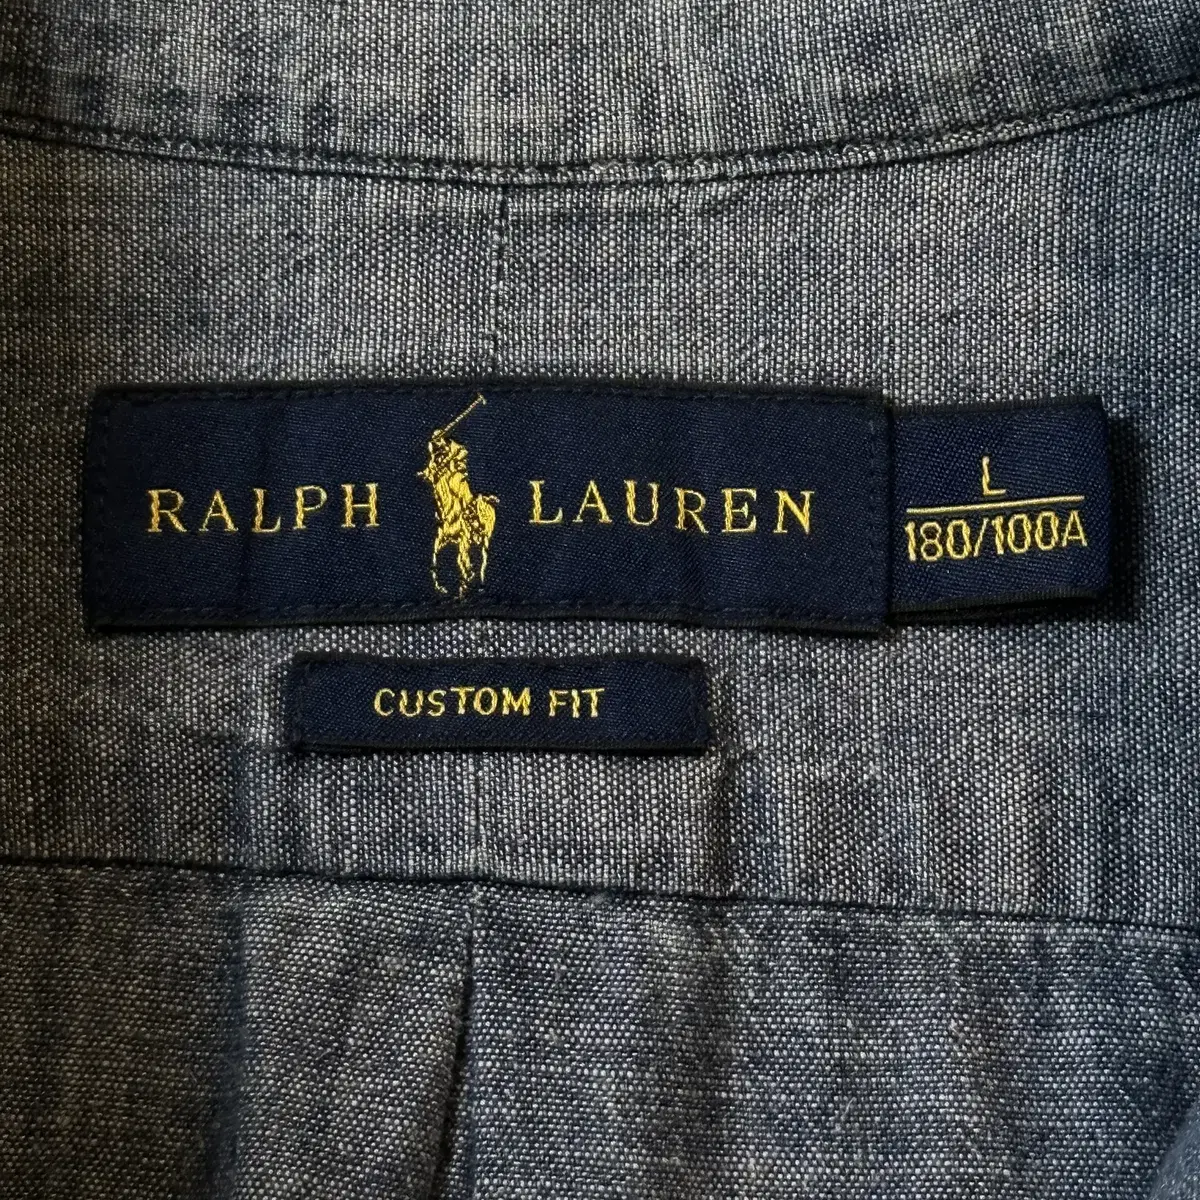 RALPH LAUREN
L
180/100A
CUSTOM FIT